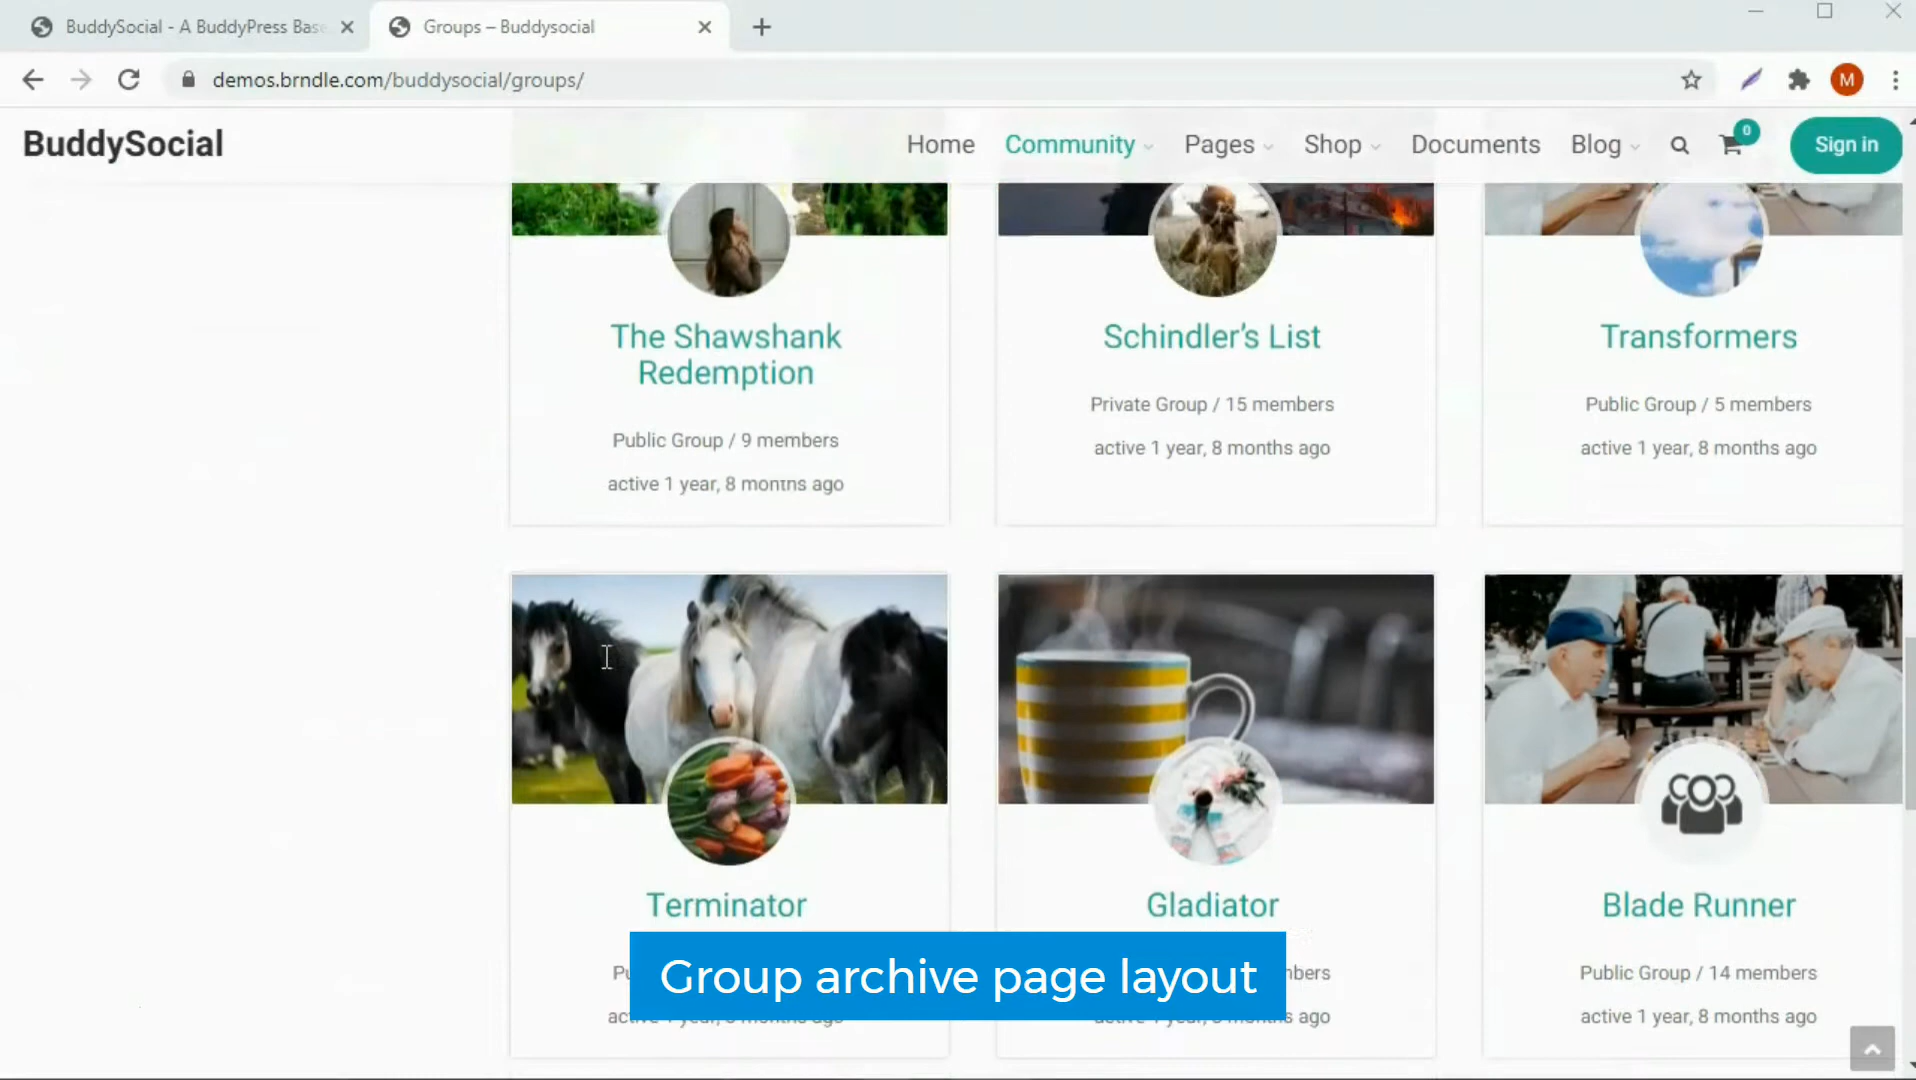 BuddySocial - A BuddyPress Base
Groups – Buddysocial
demos.brndle.com/buddysocial/groups/
M
BuddySocial
Home
Community
Pages
Shop
Documents
Blog
0
Sign in
The Shawshank
Redemption
Public Group / 9 members
active 1 year, 8 months ago
Schindler's List
Private Group / 15 members
active 1 year, 8 months ago
Transformers
Public Group / 5 members
active 1 year, 8 months ago
Terminator
Gladiator
Blade Runner
Public Group / 14 members
active 1 year, 8 months ago
Group archive page layout